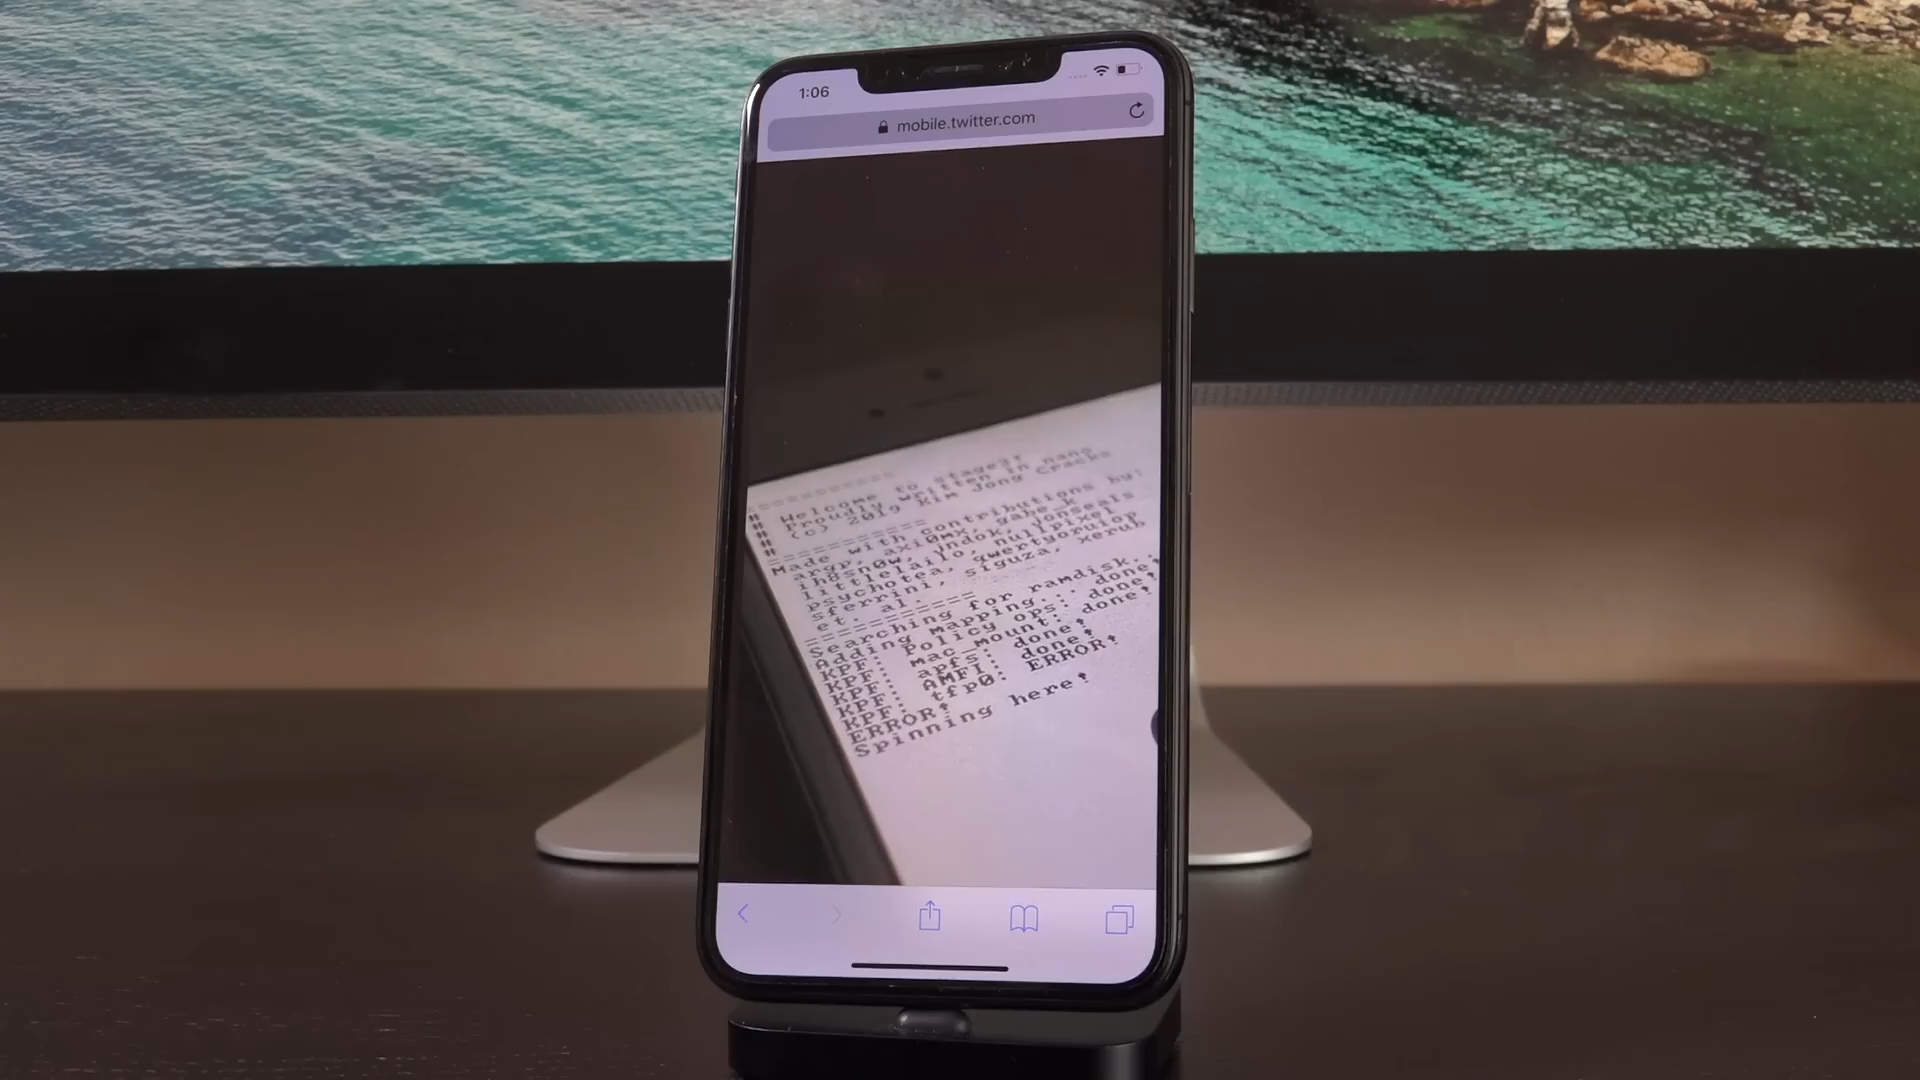 1:06
mobile.twitter.com
==========
# Welcome to stage3r
# Proudly written in nano
# (c) 2019 Kim Jong Cracks
#
==========
Made with contributions by:
argp, axi0mX, gabe_k
ih8sn0w, jndok, jonseals
littlelailo, nullpixel
psychotea, qwertyoruiop
sferrini, siguza, xerub
et. al.
==========
Searching for ramdisk..
Adding mapping... done!
KPF: Policy ops: done!
KPF: mac_mount: done!
KPF: apfs: done!
KPF: AMFI: done!
KPF: tfp0: ERROR!
ERROR!
Spinning here!